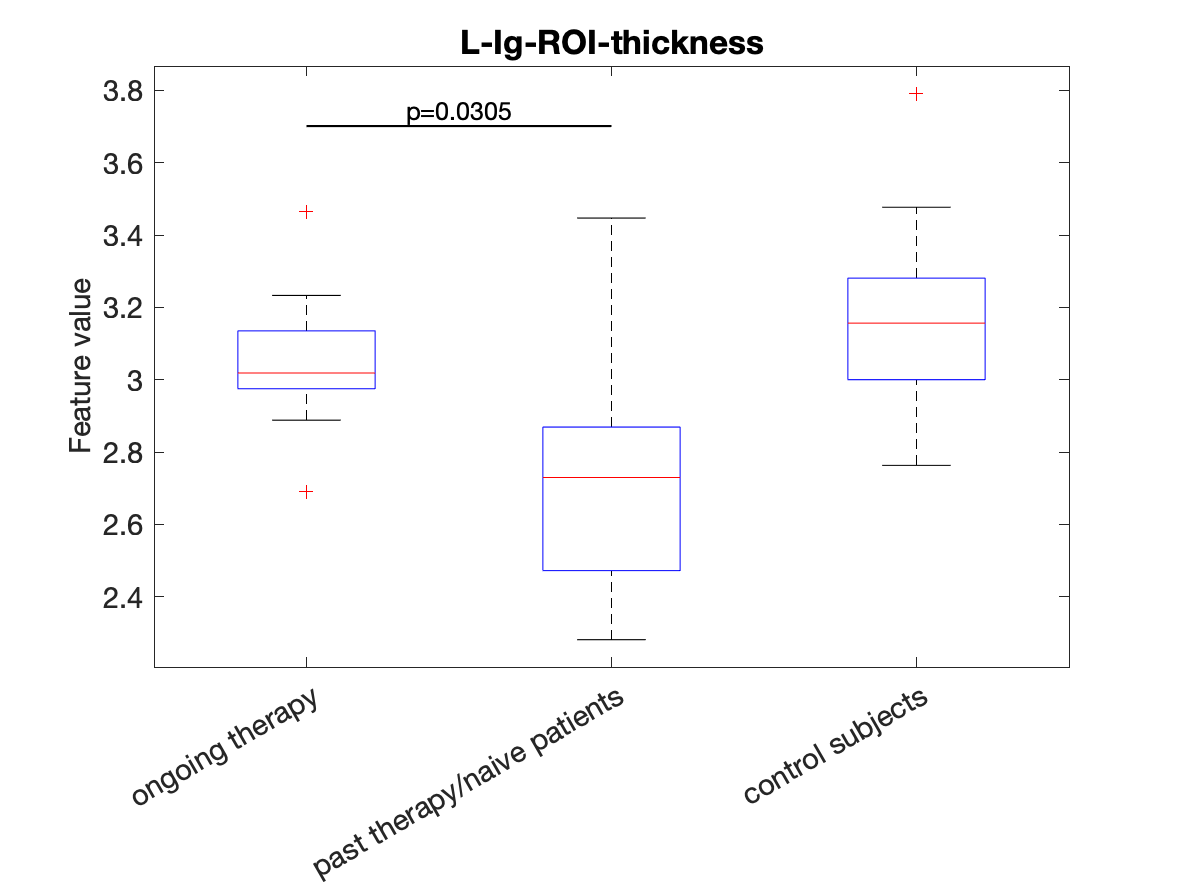 L-Ig-ROI-thickness
p=0.0305
3.8
3.6
3.4
3.2
3
2.8
2.6
2.4
Feature value
ongoing therapy
past therapy/naive patients
control subjects